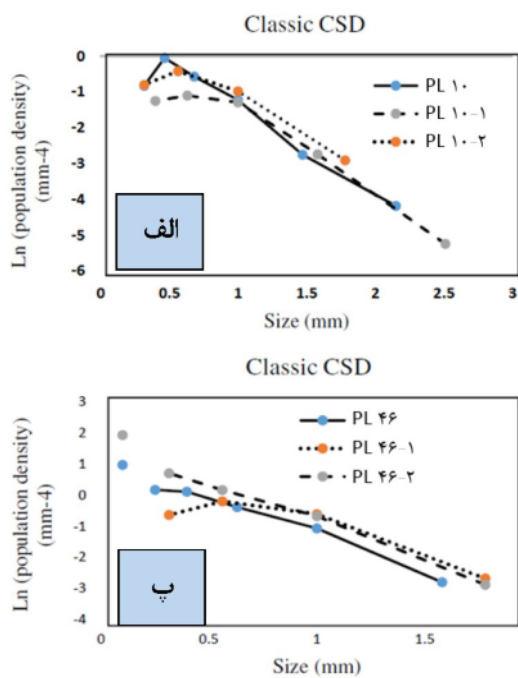 Classic CSD
Ln (population density)
(mm-4)
0
-1
-2
-3
-4
-5
-6
PL ۱۰
PL ۱۰-۱
PL ۱۰-۲
الف
0 0.5 1 1.5 2 2.5 3
Size (mm)
Classic CSD
Ln (population density)
(mm-4)
3
2
1
0
-1
-2
-3
-4
PL ۴۶
PL ۴۶-۱
PL ۴۶-۲
پ
0.5 1 1.5
Size (mm)